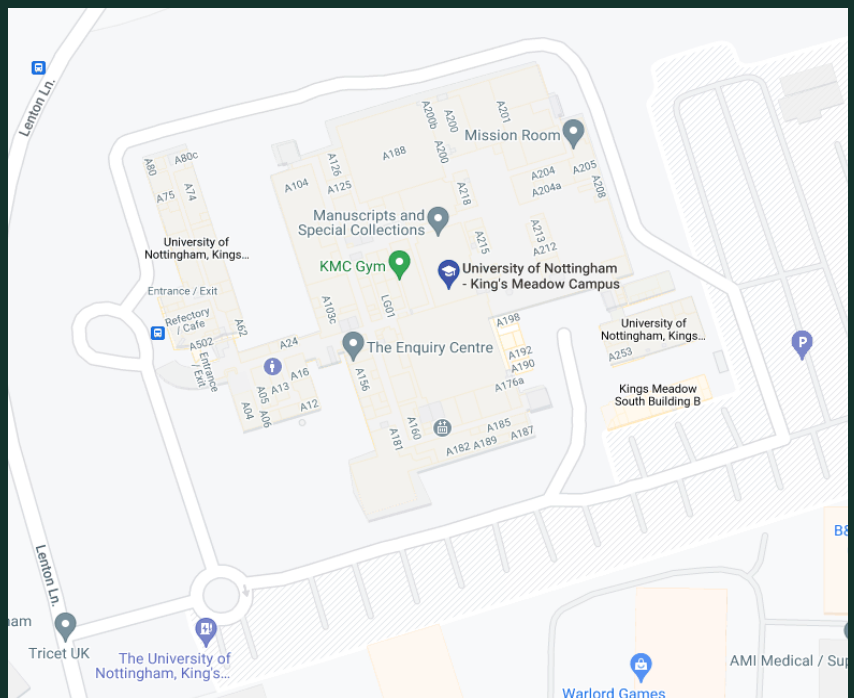 Lenton Ln.
A80
A80c
A75
A74
University of
Nottingham, Kings...
Entrance / Exit
Refectory
/ Cafe
A502
Entrance
/ Exit
A62
A24
A16
A13
A05
A04
A06
A12
A104
A126
A125
A188
A200b
A200
A200
A201
Mission Room
A204
A204a
A205
A208
A218
A215
A213
A212
Manuscripts and
Special Collections
KMC Gym
University of Nottingham
- King's Meadow Campus
LG01
A103c
The Enquiry Centre
A198
A192
A190
A176a
A156
A160
A181
A182
A189
A185
A187
University of
Nottingham, Kings...
A253
Kings Meadow
South Building B
P
Lenton Ln.
am
Tricet UK
The University of
Nottingham, King's...
Warlord Games
AMI Medical / Sup
B&